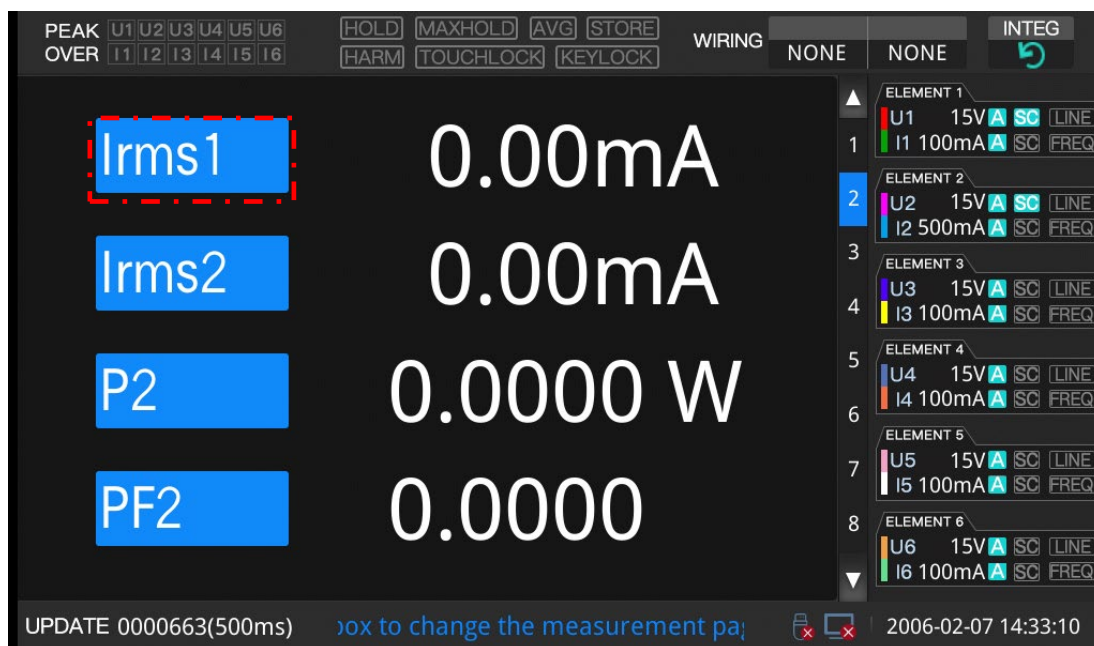 PEAK U1 U2 U3 U4 U5 U6 HOLD MAXHOLD AVG STORE WIRING INTEG
OVER I1 I2 I3 I4 I5 I6 HARM TOUCHLOCK KEYLOCK NONE NONE
Irms1 0.00mA
Irms2 0.00mA
P2 0.0000 W
PF2 0.0000
1
2
3
4
5
6
7
8
ELEMENT 1
U1 15V A SC LINE
I1 100mA A SC FREQ
ELEMENT 2
U2 15V A SC LINE
I2 500mA A SC FREQ
ELEMENT 3
U3 15V A SC LINE
I3 100mA A SC FREQ
ELEMENT 4
U4 15V A SC LINE
I4 100mA A SC FREQ
ELEMENT 5
U5 15V A SC LINE
I5 100mA A SC FREQ
ELEMENT 6
U6 15V A SC LINE
I6 100mA A SC FREQ
UPDATE 0000663(500ms) to change the measurement 2006-02-07 14:33:10